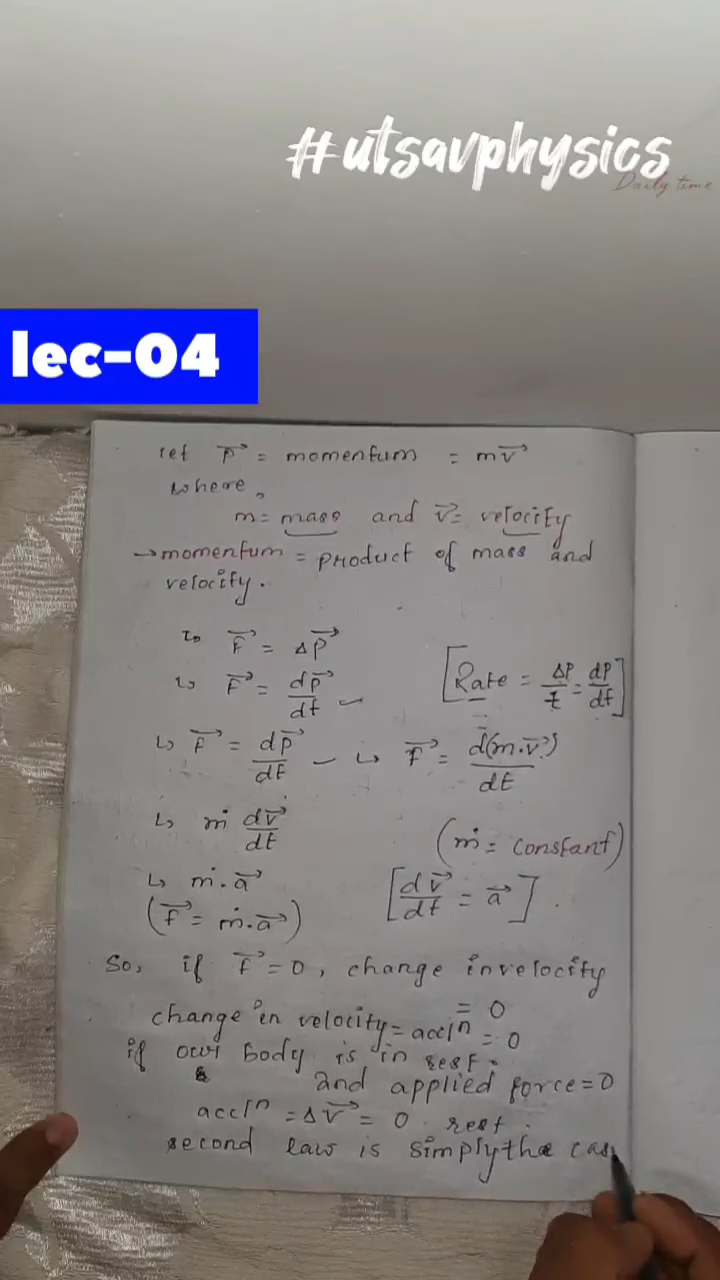 #utsavphysics
Daily time
lec-04
let p⃗ = momentum = mv⃗
where,
m = mass and v⃗ = velocity
→ momentum = product of mass and
velocity.
↳ F⃗ = Δp⃗
↳ F⃗ = dp⃗/dt [Rate = ΔP/t = dP/dt]
↳ F⃗ = dp⃗/dt – ↳ F⃗ = d(m.v⃗)/dt
↳ ṁ dv⃗/dt (ṁ = constant)
↳ ṁ.a⃗ [dv⃗/dt = a⃗].
(F⃗ = ṁ.a⃗)
So, if F⃗ = 0, change in velocity
= 0
change in velocity = accln = 0
if our body is in rest.
and applied force = 0
accln = Δv⃗ = 0. rest.
second law is simply the cas